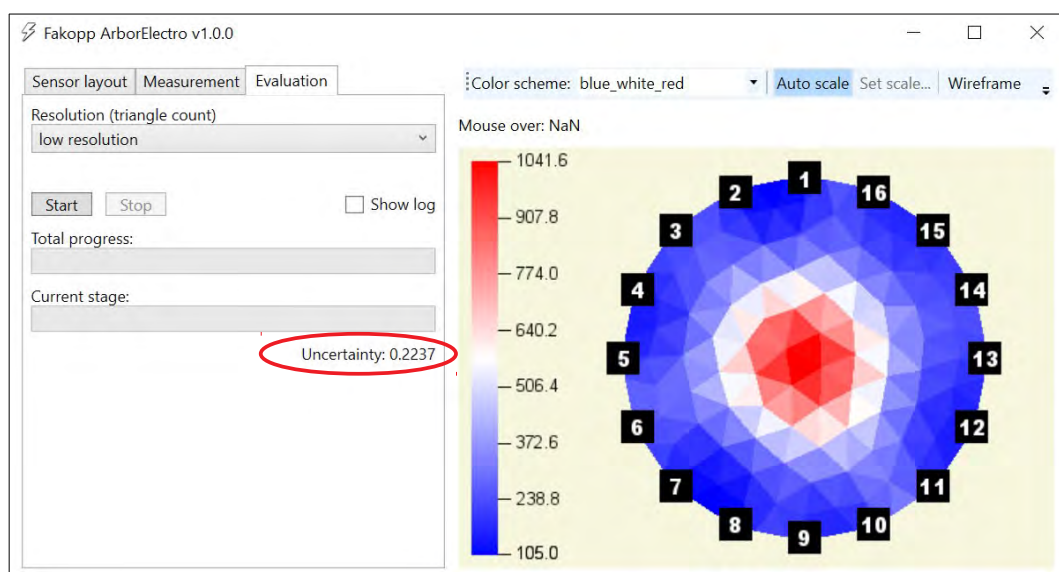 Fakopp ArborElectro v1.0.0
Sensor layout Measurement Evaluation
Resolution (triangle count)
low resolution
Start Stop Show log
Total progress:
Current stage:
Uncertainty: 0.2237
Color scheme: blue_white_red Auto scale Set scale... Wireframe
Mouse over: NaN
1041.6
907.8
774.0
640.2
506.4
372.6
238.8
105.0
1
2
3
4
5
6
7
8
9
10
11
12
13
14
15
16